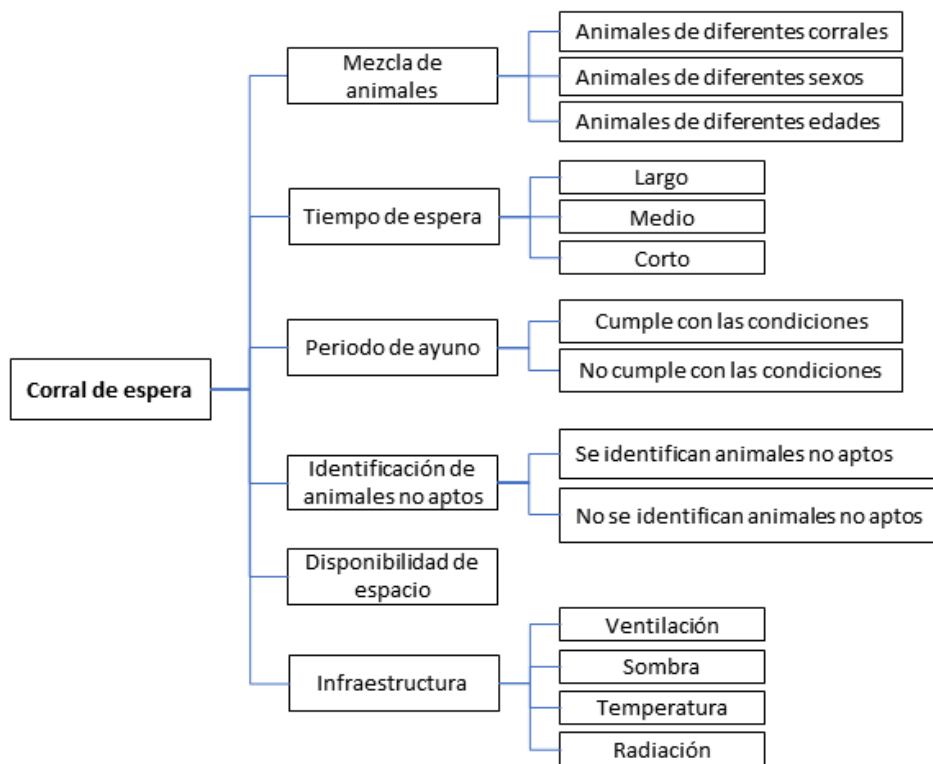 Corral de espera
Mezcla de
animales
Animales de diferentes corrales
Animales de diferentes sexos
Animales de diferentes edades
Tiempo de espera
Largo
Medio
Corto
Periodo de ayuno
Cumple con las condiciones
No cumple con las condiciones
Identificación de
animales no aptos
Se identifican animales no aptos
No se identifican animales no aptos
Disponibilidad de
espacio
Infraestructura
Ventilación
Sombra
Temperatura
Radiación